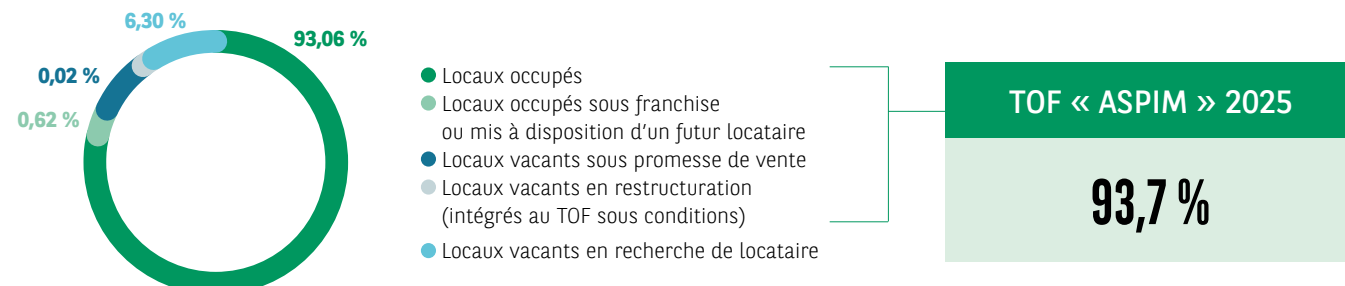 6,30 %
93,06 %
0,02 %
0,62 %
Locaux occupés
Locaux occupés sous franchise
ou mis à disposition d'un futur locataire
Locaux vacants sous promesse de vente
Locaux vacants en restructuration
(intégrés au TOF sous conditions)
Locaux vacants en recherche de locataire
TOF « ASPIM » 2025
93,7 %